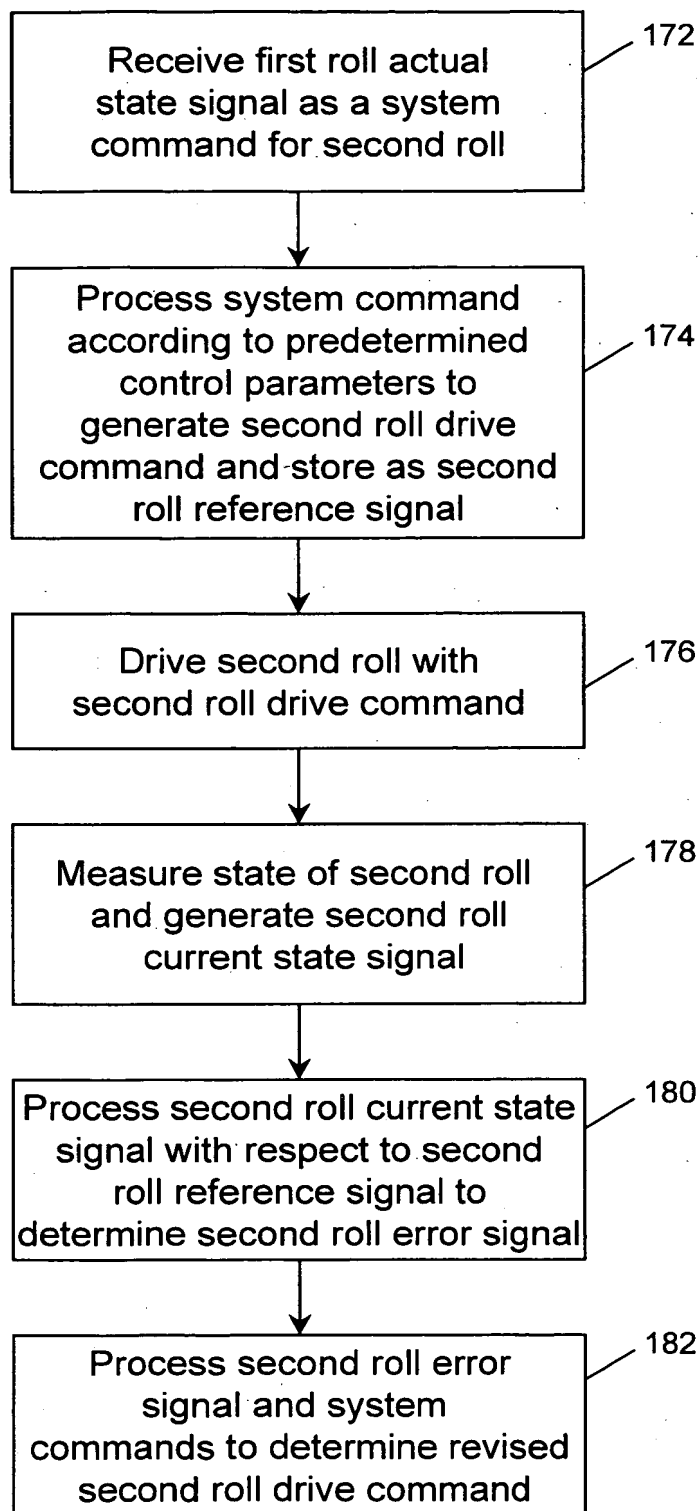 172
Receive first roll actual
state signal as a system
command for second roll
174
Process system command
according to predetermined
control parameters to
generate second roll drive
command and store as second
roll reference signal
176
Drive second roll with
second roll drive command
178
Measure state of second roll
and generate second roll
current state signal
180
Process second roll current state
signal with respect to second
roll reference signal to
determine second roll error signal
182
Process second roll error
signal and system
commands to determine revised
second roll drive command